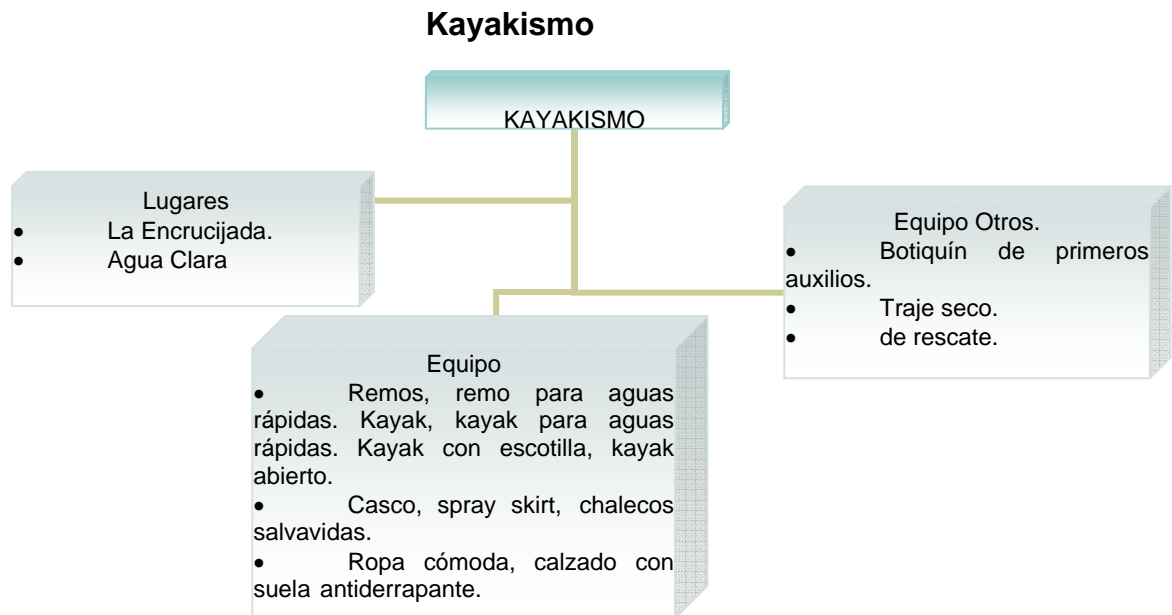 Kayakismo
KAYAKISMO
Lugares
• La Encrucijada.
• Agua Clara
Equipo Otros.
• Botiquín de primeros
auxilios.
• Traje seco.
• de rescate.
Equipo
• Remos, remo para aguas
rápidas. Kayak, kayak para aguas
rápidas. Kayak con escotilla, kayak
abierto.
• Casco, spray skirt, chalecos
salvavidas.
• Ropa cómoda, calzado con
suela antiderrapante.